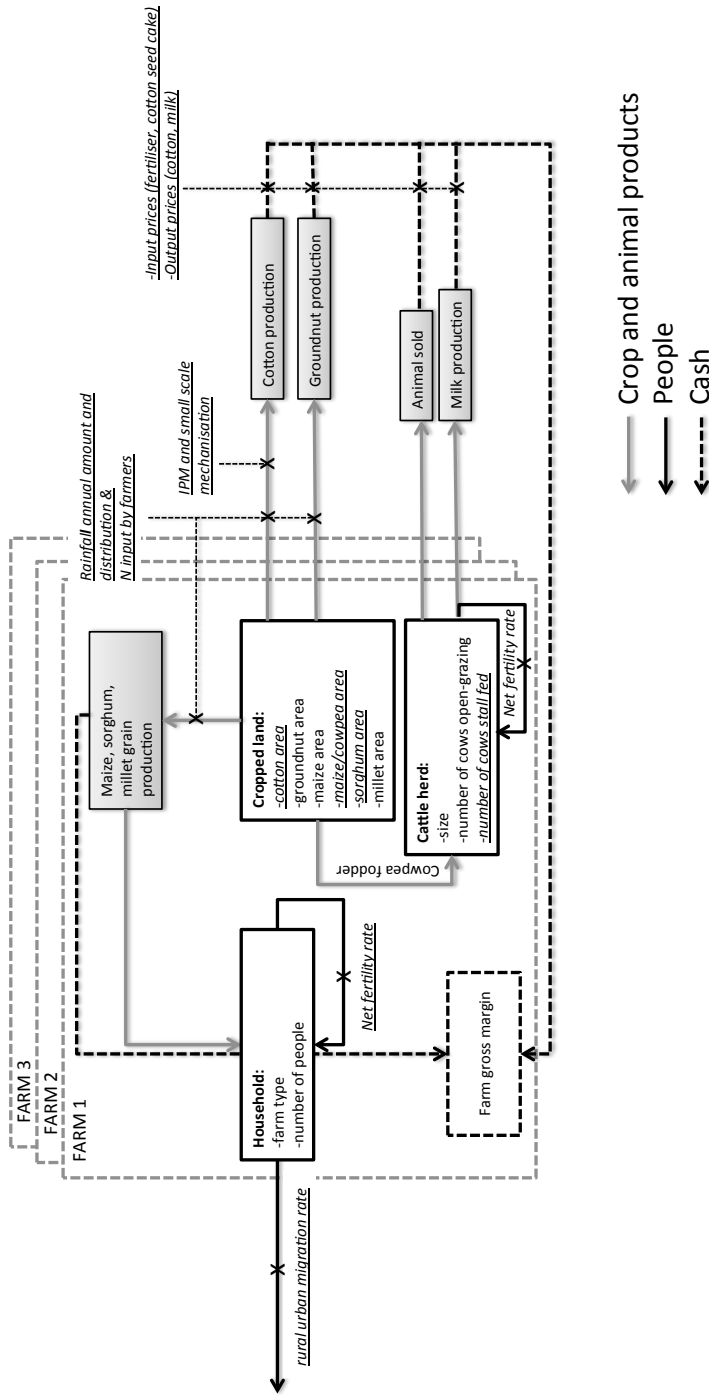 FARM 3
FARM 2
FARM 1
rural urban migration rate
Household:
-farm type
-number of people
Net fertility rate
Farm gross margin
Maize, sorghum,
millet grain
production
Cropped land:
-cotton area
-groundnut area
-maize area
-maize/cowpea area
-sorghum area
-millet area
Cowpea fodder
Cattle herd:
-size
-number of cows open-grazing
-number of cows stall fed
Net fertility rate
Rainfall annual amount and
distribution &
N input by farmers
IPM and small scale
mechanisation
Cotton production
Groundnut production
Animal sold
Milk production
-Input prices (fertiliser, cotton seed cake)
-Output prices (cotton, milk)
Crop and animal products
People
Cash